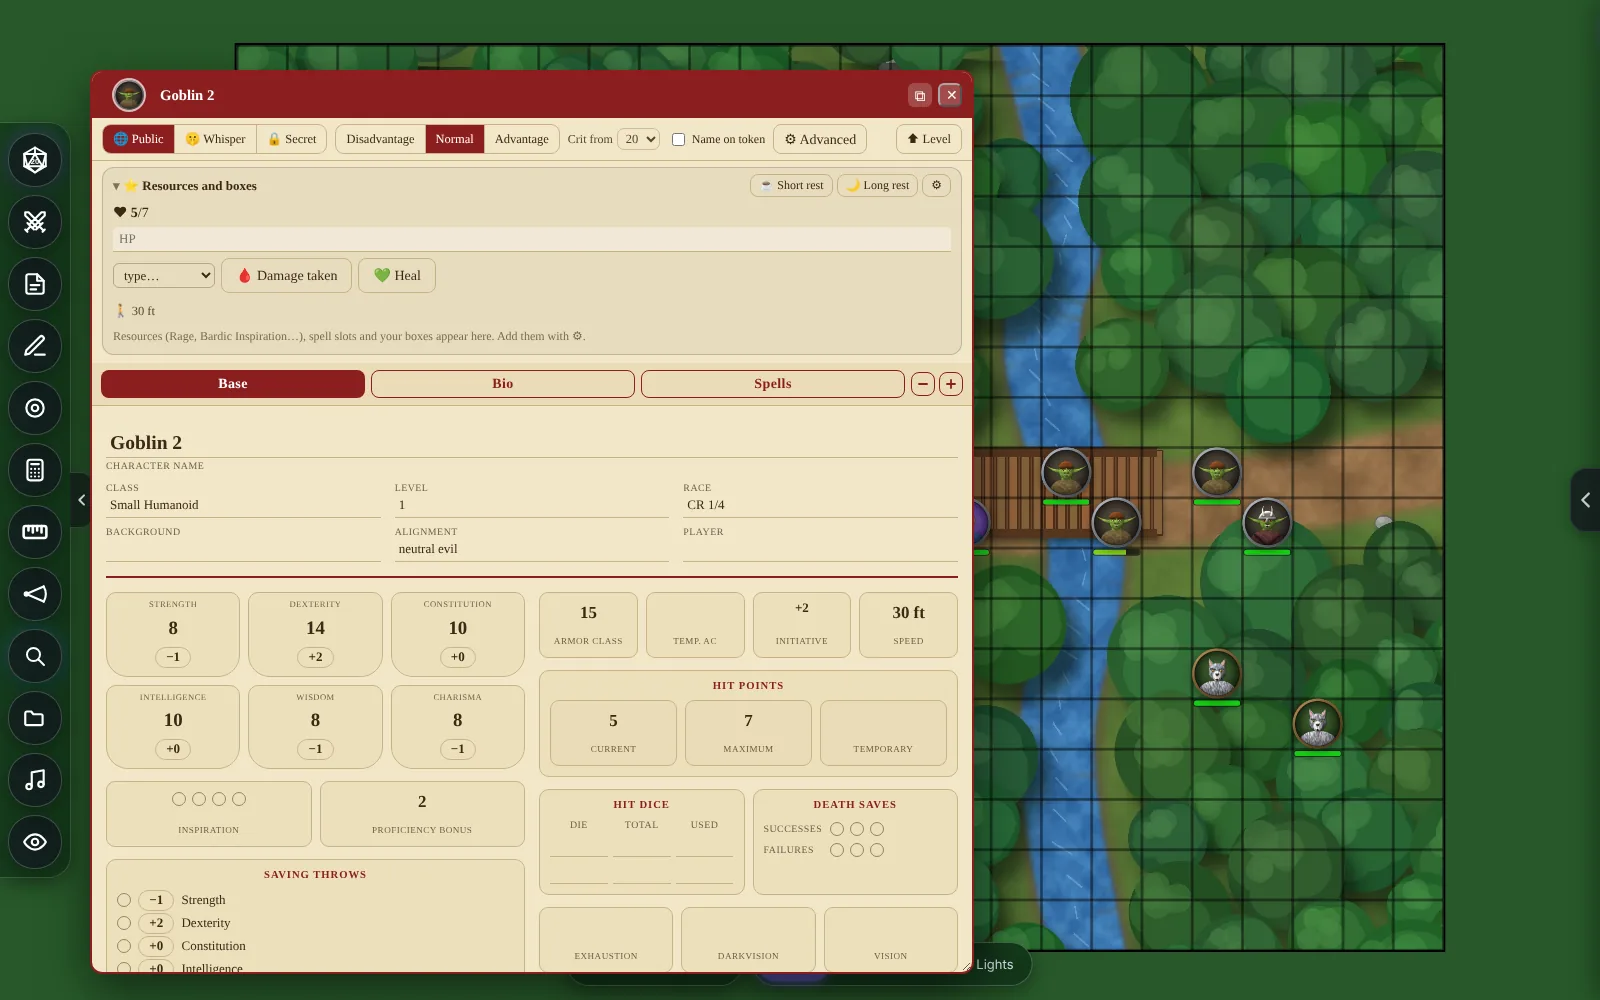 Goblin 2
Public Whisper Secret Disadvantage Normal Advantage Crit from 20 Name on token Advanced Level
Resources and boxes Short rest Long rest
5/7
HP
type… Damage taken Heal
30 ft
Resources (Rage, Bardic Inspiration…), spell slots and your boxes appear here. Add them with ⚙.
Base Bio Spells − +
Goblin 2
CHARACTER NAME
CLASS LEVEL RACE
Small Humanoid 1 CR 1/4
BACKGROUND ALIGNMENT PLAYER
neutral evil
STRENGTH DEXTERITY CONSTITUTION
8 14 10
−1 +2 +0
15 +2 30 ft
ARMOR CLASS TEMP. AC INITIATIVE SPEED
INTELLIGENCE WISDOM CHARISMA
10 8 8
+0 −1 −1
HIT POINTS
5 7
CURRENT MAXIMUM TEMPORARY
2
INSPIRATION PROFICIENCY BONUS
HIT DICE
DIE TOTAL USED
DEATH SAVES
SUCCESSES
FAILURES
SAVING THROWS
−1 Strength
+2 Dexterity
+0 Constitution
+0 Intelligence
EXHAUSTION DARKVISION VISION
Lights